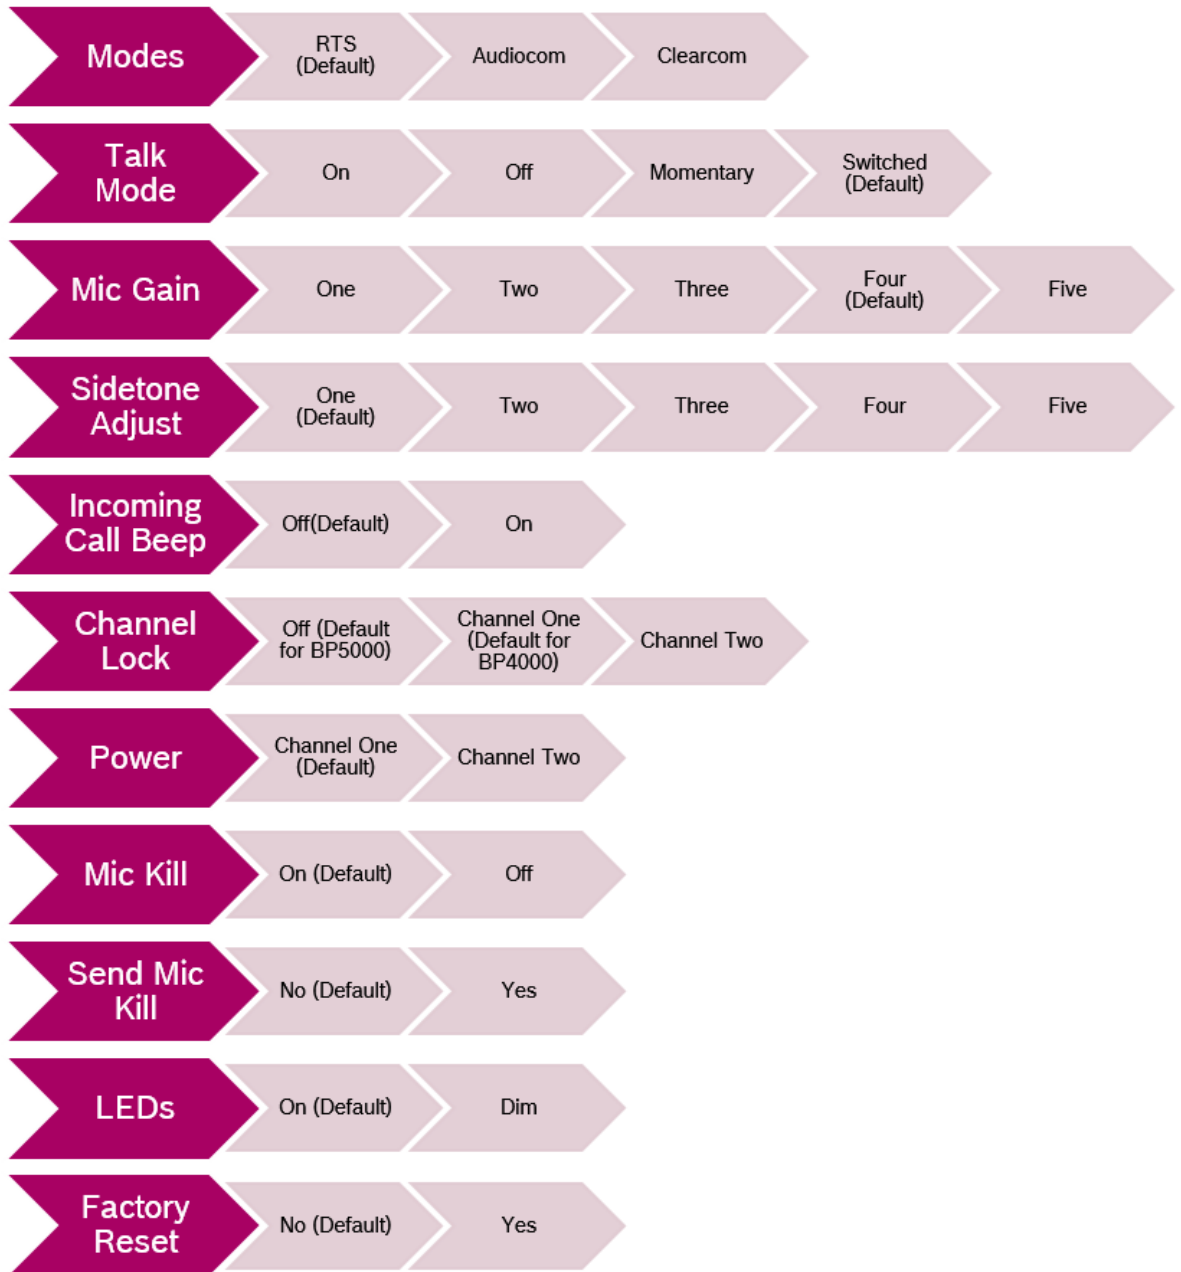 Modes
RTS
(Default)
Audiocom
Clearcom
Talk
Mode
On
Off
Momentary
Switched
(Default)
Mic Gain
One
Two
Three
Four
(Default)
Five
Sidetone
Adjust
One
(Default)
Two
Three
Four
Five
Incoming
Call Beep
Off(Default)
On
Channel
Lock
Off (Default
for BP5000)
Channel One
(Default for
BP4000)
Channel Two
Power
Channel One
(Default)
Channel Two
Mic Kill
On (Default)
Off
Send Mic
Kill
No (Default)
Yes
LEDs
On (Default)
Dim
Factory
Reset
No (Default)
Yes